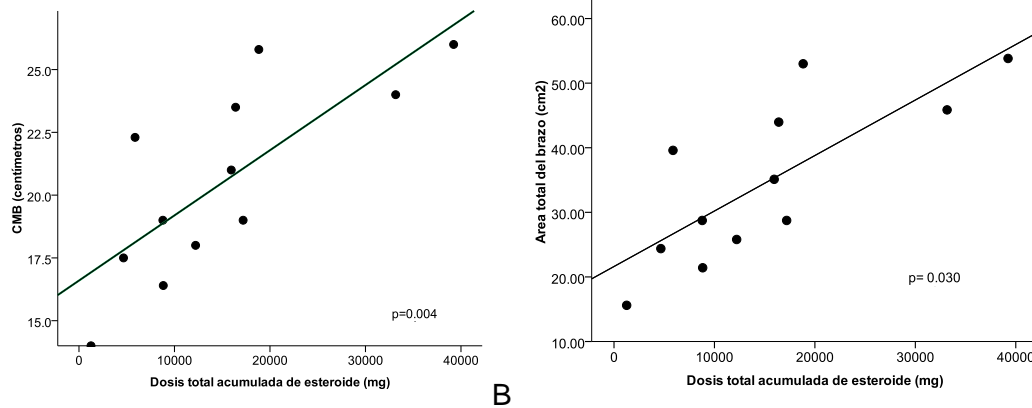 CMB (centímetros)
25.0
22.5
20.0
17.5
15.0
p=0.004
0 10000 20000 30000 40000
Dosis total acumulada de esteroide (mg)
B
Area total del brazo (cm2)
60.00
50.00
40.00
30.00
20.00
10.00
p= 0.030
0 10000 20000 30000 40000
Dosis total acumulada de esteroide (mg)